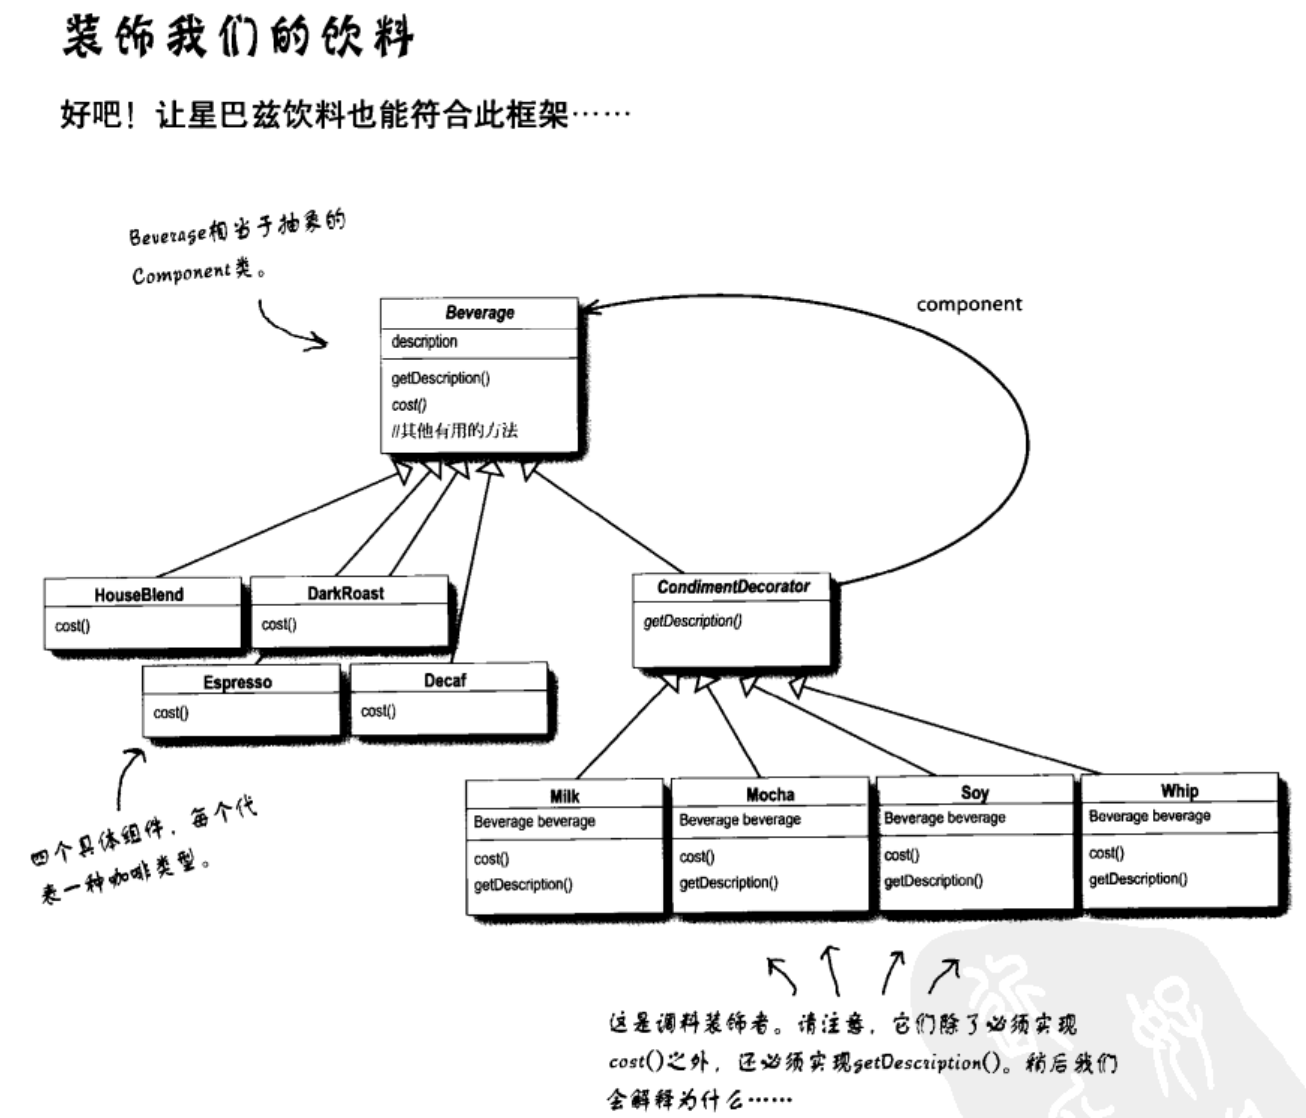 装饰我们的饮料
好吧！让星巴兹饮料也能符合此框架……
Beverage相当于抽象的
Component类。
component
Beverage
description
getDescription()
cost()
//其他有用的方法
HouseBlend
cost()
DarkRoast
cost()
CondimentDecorator
getDescription()
Espresso
cost()
Decaf
cost()
四个具体组件，每个代
表一种咖啡类型。
Milk
Beverage beverage
cost()
getDescription()
Mocha
Beverage beverage
cost()
getDescription()
Soy
Beverage beverage
cost()
getDescription()
Whip
Beverage beverage
cost()
getDescription()
这是调料装饰者。请注意，它们除了必须实现
cost()之外，还必须实现getDescription()。稍后我们
会解释为什么……